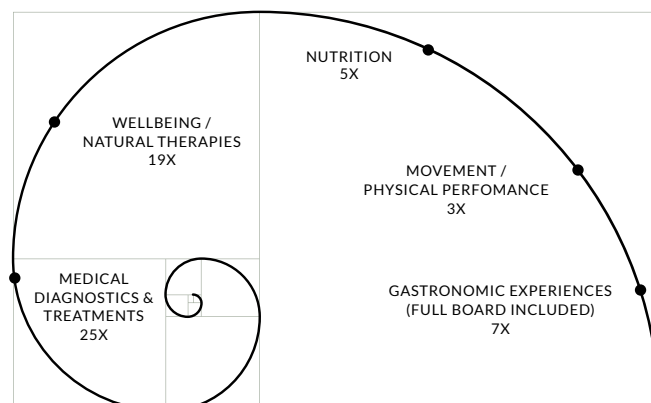 NUTRITION
5X
WELLBEING /
NATURAL THERAPIES
19X
MOVEMENT /
PHYSICAL PERFOMANCE
3X
MEDICAL
DIAGNOSTICS &
TREATMENTS
25X
GASTRONOMIC EXPERIENCES
(FULL BOARD INCLUDED)
7X